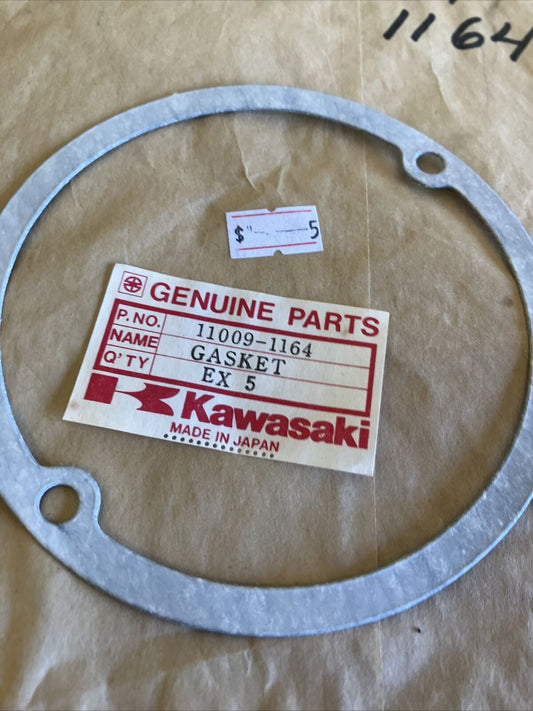 1164
$ 5
GENUINE PARTS
P.NO. 11009-1164
NAME GASKET
Q'TY EX 5
Kawasaki
MADE IN JAPAN